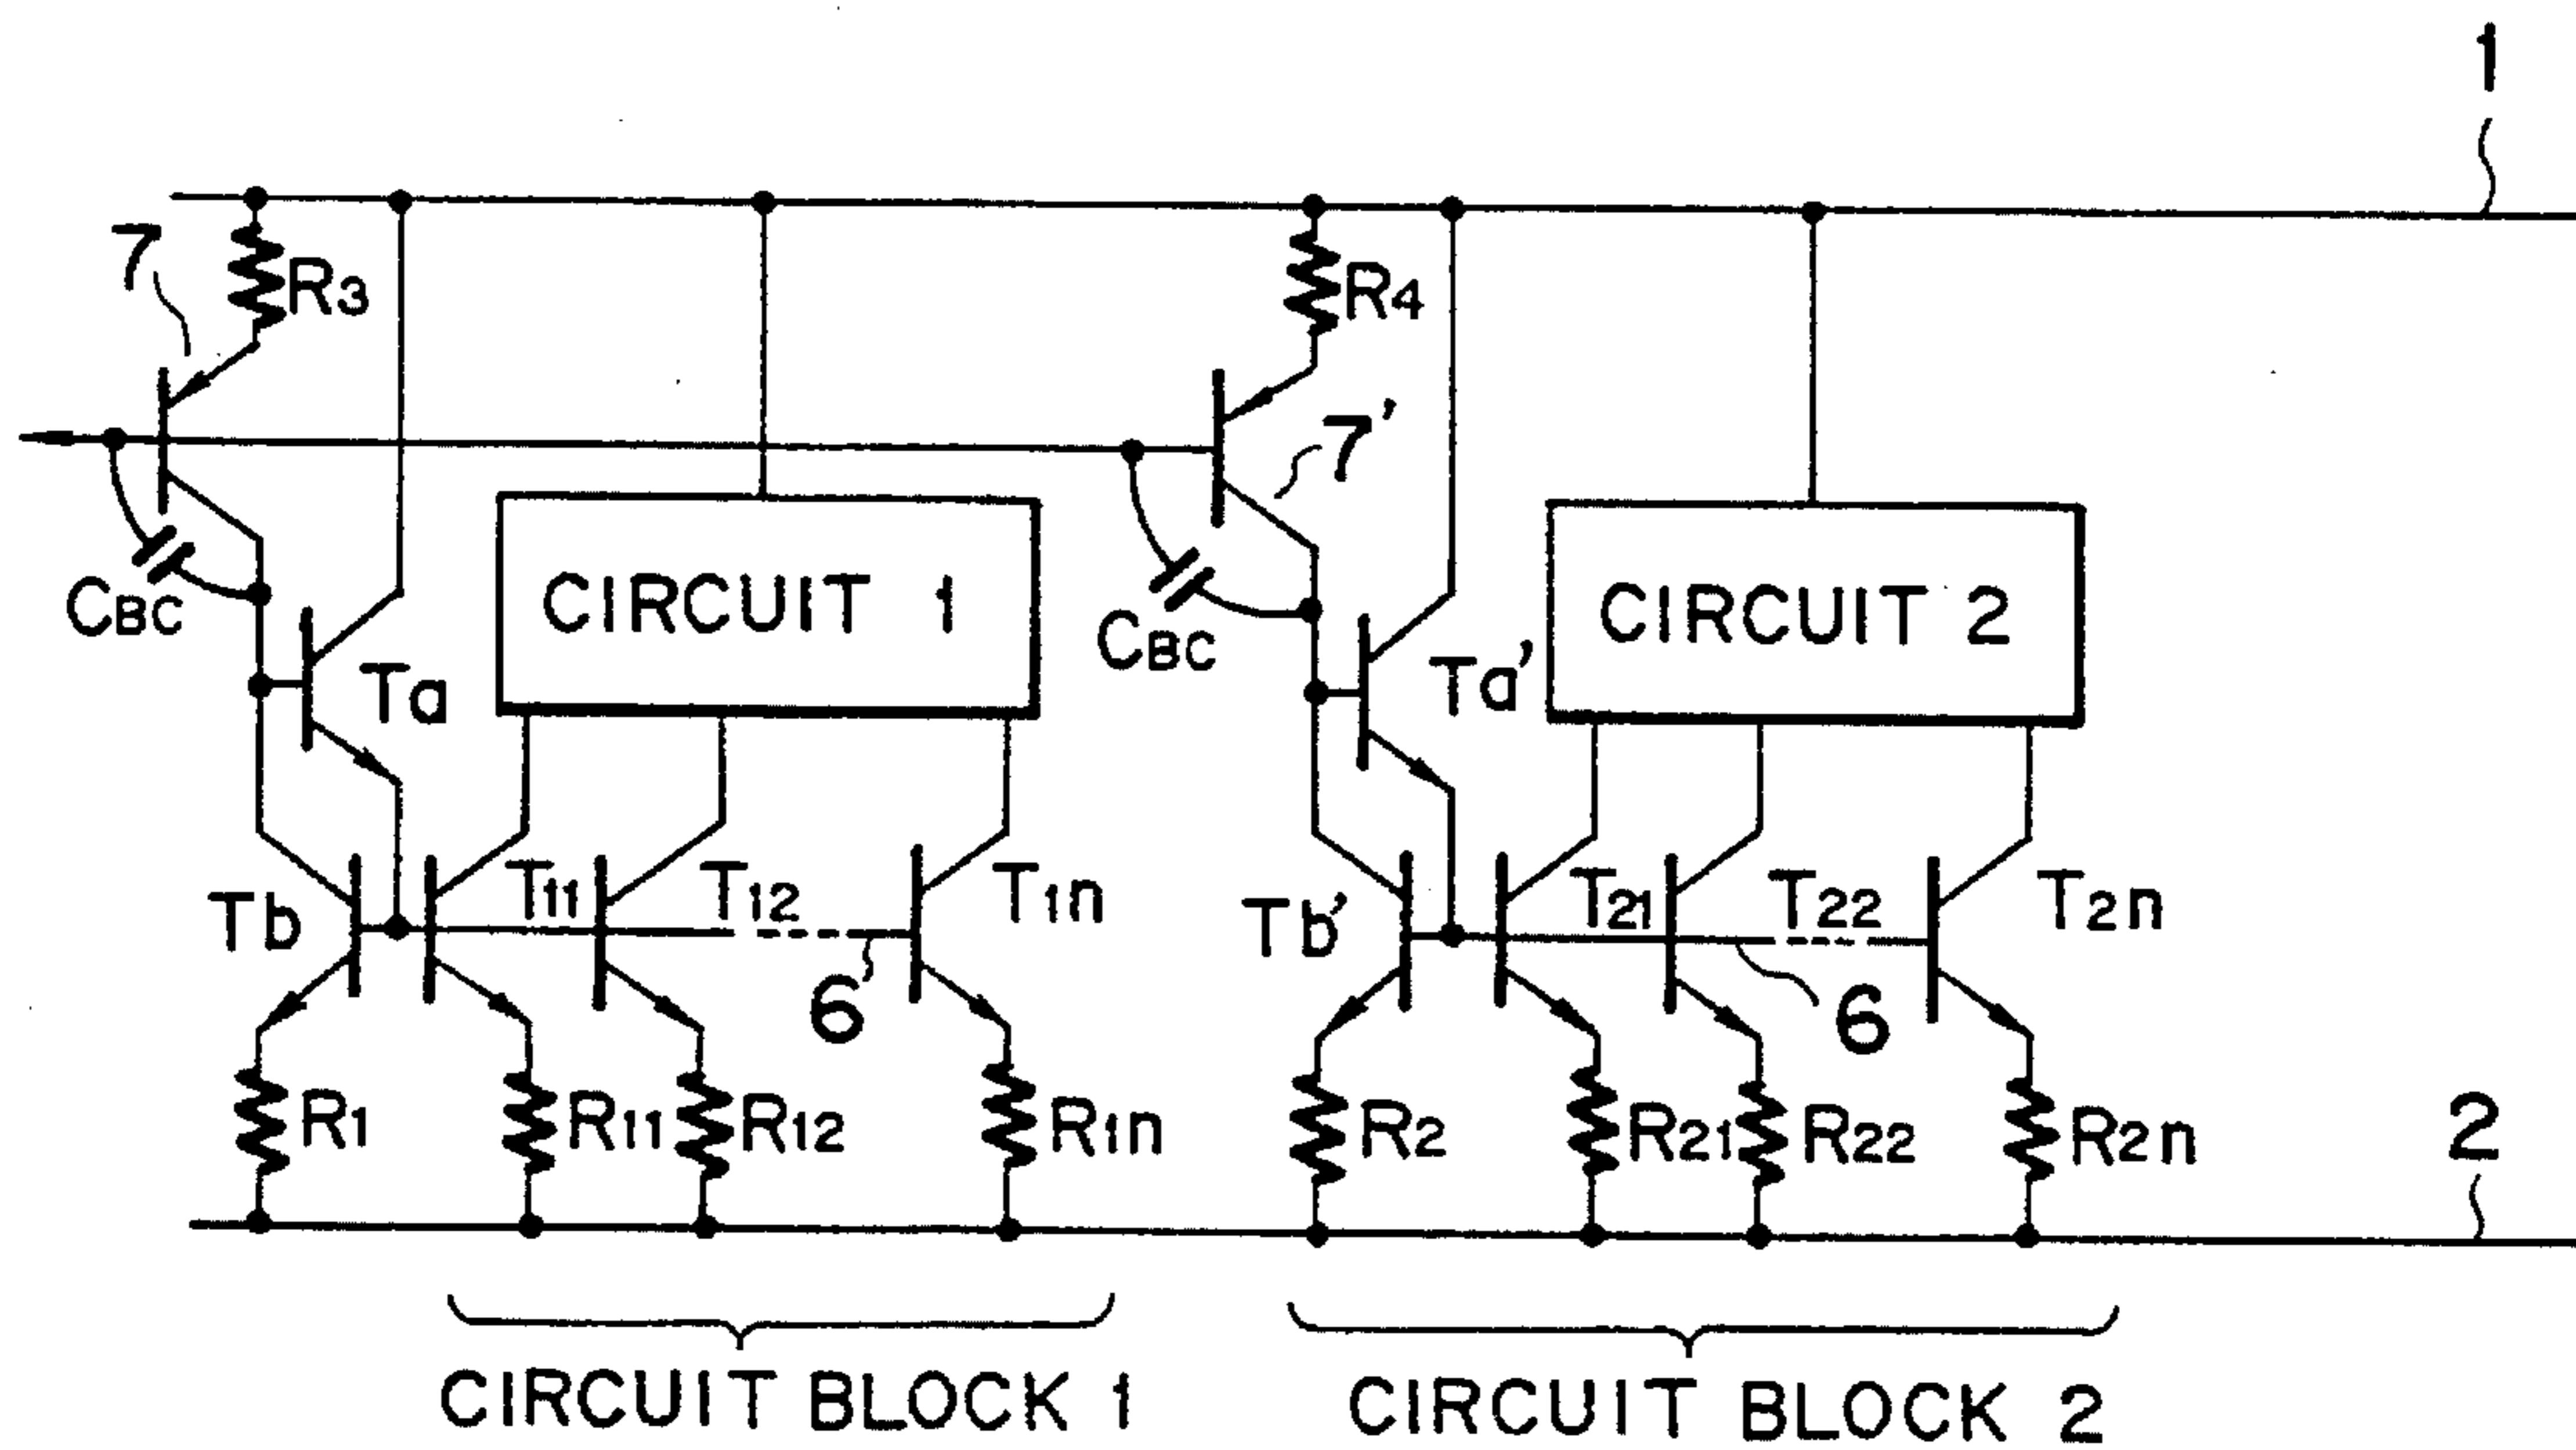 1
7
R3
R4
7'
CBC
CIRCUIT 1
CBC
CIRCUIT 2
Ta
Ta'
Tb
T11
T12
T1n
Tb'
T21
T22
T2n
6
6
R1
R11
R12
R1n
R2
R21
R22
R2n
2
CIRCUIT BLOCK 1
CIRCUIT BLOCK 2